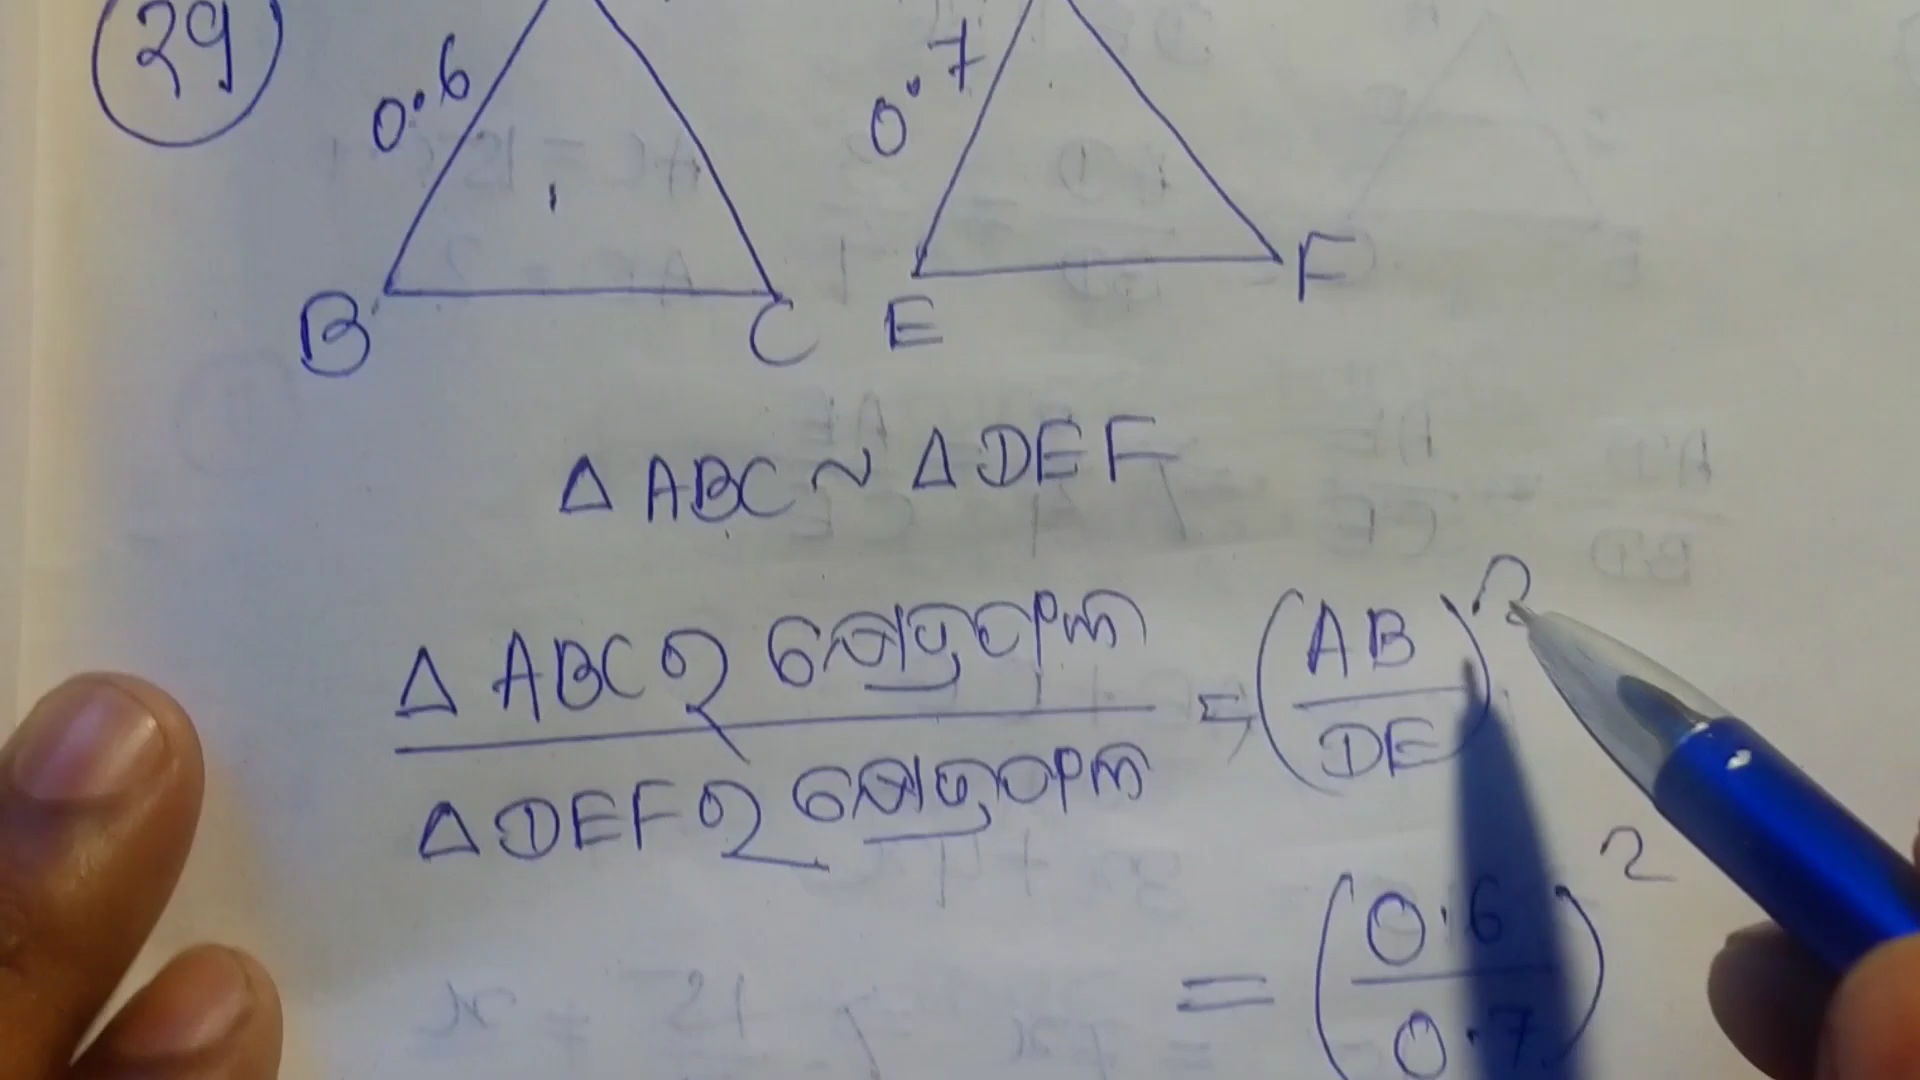 29
0.6
0.7
B C E F
Δ ABC ~ Δ DEF
Δ ABC ର କ୍ଷେତ୍ରଫଳ
Δ DEF ର କ୍ଷେତ୍ରଫଳ
= (AB/DE)²
= (0.6/0.7)²